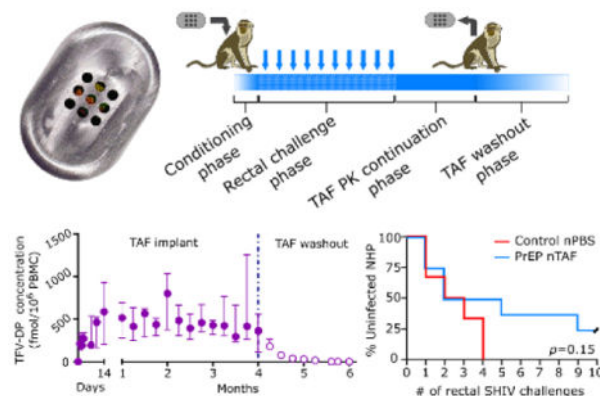 Conditioning
phase
Rectal challenge
phase
TAF PK continuation
phase
TAF washout
phase
TAF implant
TAF washout
TFV-DP concentration
(fmol/10⁶ PBMC)
1500
1000
500
0
0
14
1
2
3
4
5
6
Days
Months
Control nPBS
PrEP nTAF
% Uninfected NHP
100
75
50
25
0
p=0.15
0 1 2 3 4 5 6 7 8 9 10
# of rectal SHIV challenges